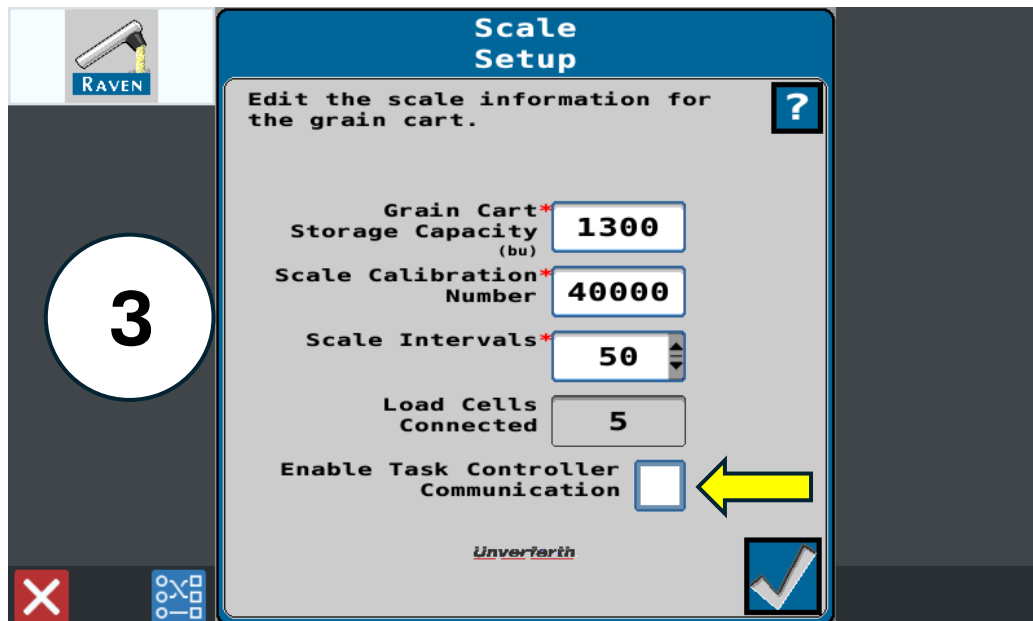 Scale
Setup
RAVEN
Edit the scale information for
the grain cart.
?
Grain Cart*
Storage Capacity
(bu)
1300
Scale Calibration*
Number
40000
3
Scale Intervals*
50
Load Cells
Connected
5
Enable Task Controller
Communication
Unverferth